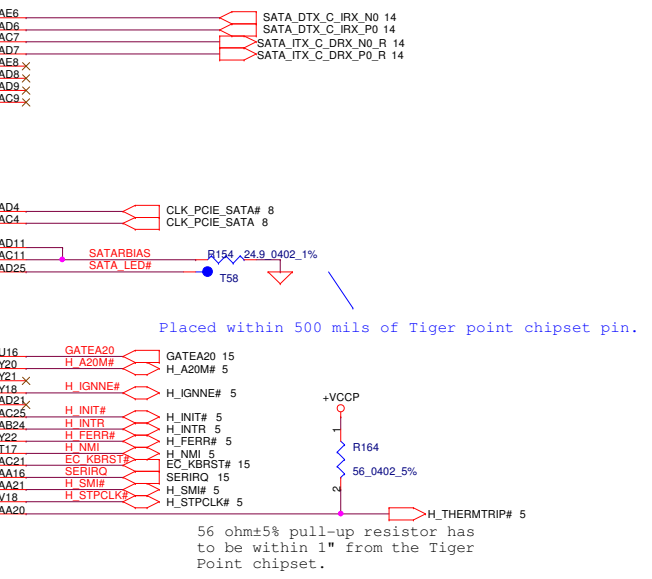 AE6 SATA_DTX_C_IRX_N0 14
AD6 SATA_DTX_C_IRX_P0 14
AC7 SATA_ITX_C_DRX_N0_R 14
AD7 SATA_ITX_C_DRX_P0_R 14
AE8
AD8
AD9
AC9
AD4 CLK_PCIE_SATA# 8
AC4 CLK_PCIE_SATA 8
AD11
AC11 SATARBIAS R154 24.9_0402_1%
AD25 SATA_LED# T58
Placed within 500 mils of Tiger point chipset pin.
U16 GATEA20 GATEA20 15
Y20 H_A20M# H_A20M# 5
Y21
Y18 H_IGNNE# H_IGNNE# 5
AD21
AC25 H_INIT# H_INIT# 5
AB24 H_INTR H_INTR 5
Y22 H_FERR# H_FERR# 5
T17 H_NMI H_NMI 5
AC21 EC_KBRST# EC_KBRST# 15
AA16 SERIRQ SERIRQ 15
AA21 H_SMI# H_SMI# 5
V18 H_STPCLK# H_STPCLK# 5
AA20
+VCCP
1
R164
56_0402_5%
2
H_THERMTRIP# 5
56 ohm±5% pull-up resistor has
to be within 1" from the Tiger
Point chipset.